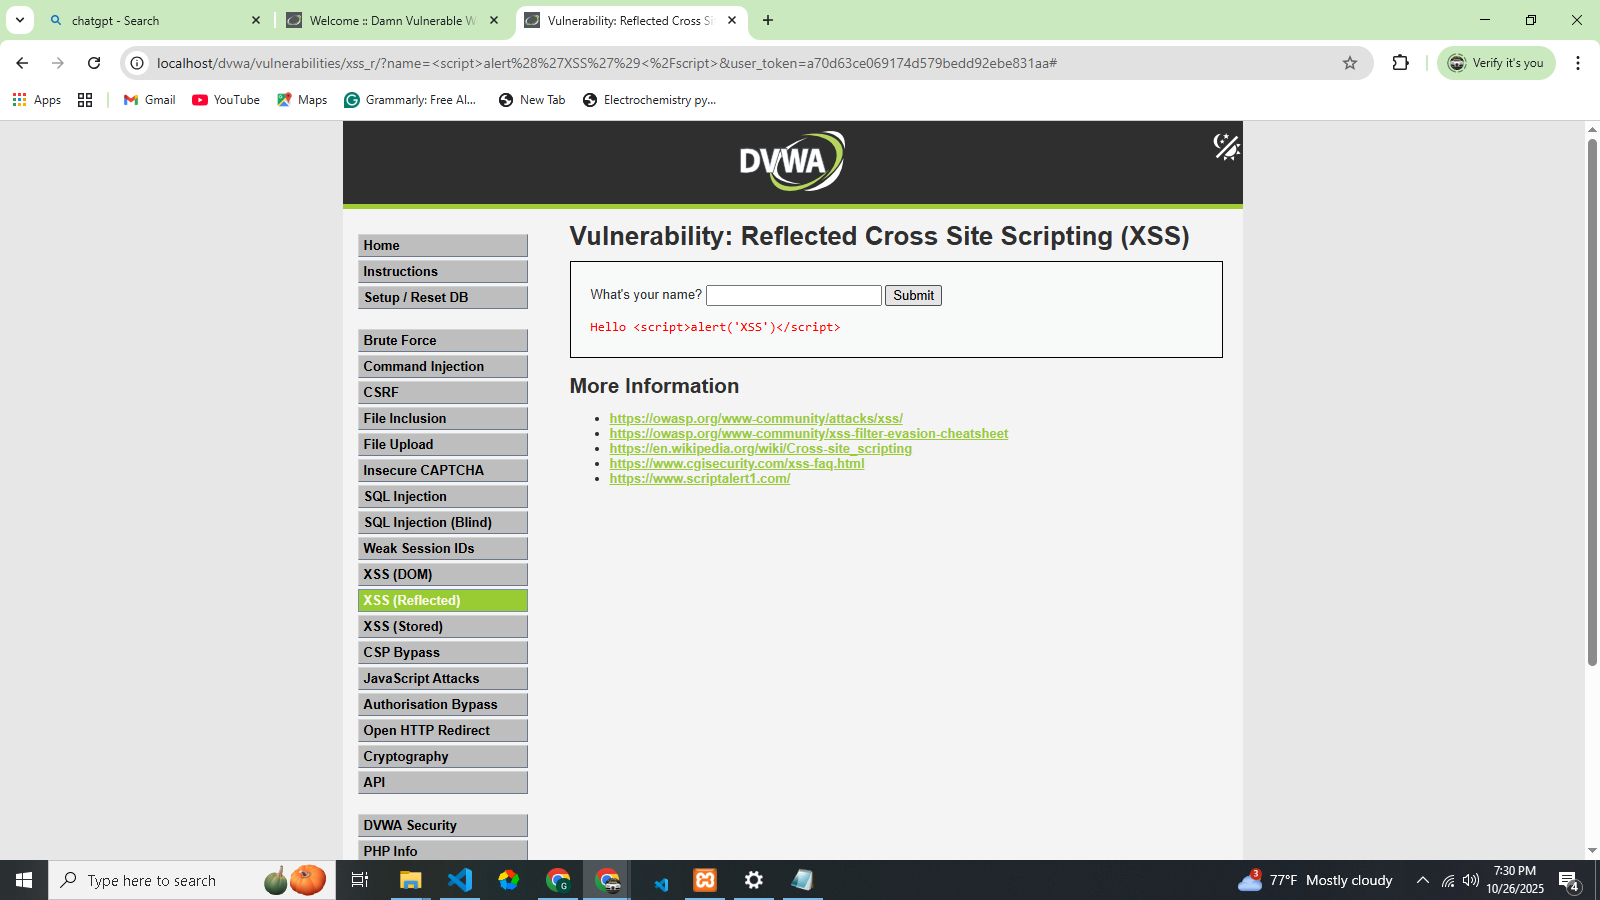 chatgpt - Search
Welcome :: Damn Vulnerable W
Vulnerability: Reflected Cross Si
localhost/dvwa/vulnerabilities/xss_r/?name=<script>alert%28%27XSS%27%29<%2Fscript>&user_token=a70d63ce069174d579bedd92ebe831aa#
Verify it's you
Apps
Gmail
YouTube
Maps
Grammarly: Free AI...
New Tab
Electrochemistry py...
DVWA
Vulnerability: Reflected Cross Site Scripting (XSS)
What's your name?
Submit
Hello <script>alert('XSS')</script>
More Information
https://owasp.org/www-community/attacks/xss/
https://owasp.org/www-community/xss-filter-evasion-cheatsheet
https://en.wikipedia.org/wiki/Cross-site_scripting
https://www.cgisecurity.com/xss-faq.html
https://www.scriptalert1.com/
Home
Instructions
Setup / Reset DB
Brute Force
Command Injection
CSRF
File Inclusion
File Upload
Insecure CAPTCHA
SQL Injection
SQL Injection (Blind)
Weak Session IDs
XSS (DOM)
XSS (Reflected)
XSS (Stored)
CSP Bypass
JavaScript Attacks
Authorisation Bypass
Open HTTP Redirect
Cryptography
API
DVWA Security
PHP Info
Type here to search
G
3
77°F Mostly cloudy
7:30 PM
10/26/2025
4